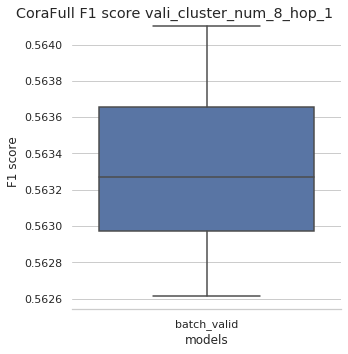 CoraFull F1 score vali_cluster_num_8_hop_1
0.5640
0.5638
0.5636
0.5634
0.5632
0.5630
0.5628
0.5626
F1 score
batch_valid
models